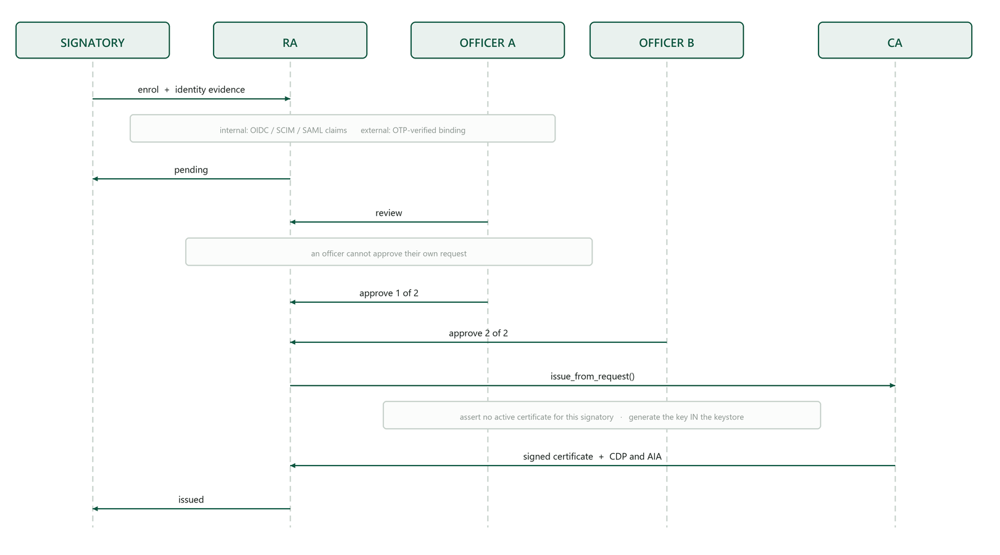 SIGNATORY RA OFFICER A OFFICER B CA
enrol + identity evidence
internal: OIDC / SCIM / SAML claims external: OTP-verified binding
pending
review
an officer cannot approve their own request
approve 1 of 2
approve 2 of 2
issue_from_request()
assert no active certificate for this signatory · generate the key IN the keystore
signed certificate + CDP and AIA
issued